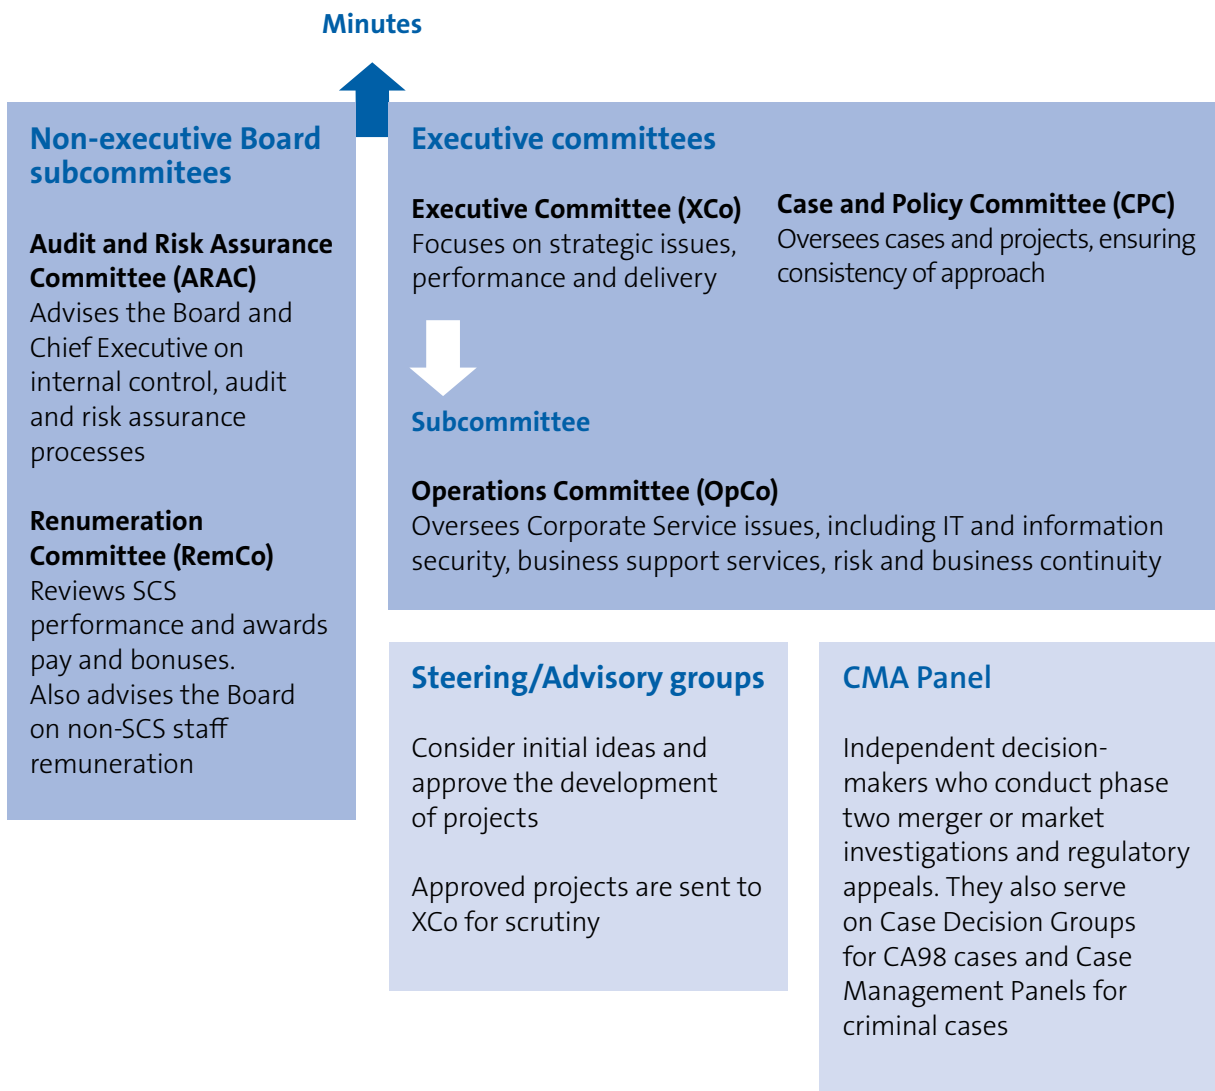 Minutes
Non-executive Board
subcommitees
Audit and Risk Assurance
Committee (ARAC)
Advises the Board and
Chief Executive on
internal control, audit
and risk assurance
processes
Renumeration
Committee (RemCo)
Reviews SCS
performance and awards
pay and bonuses.
Also advises the Board
on non-SCS staff
remuneration
Executive committees
Executive Committee (XCo)
Focuses on strategic issues,
performance and delivery
Case and Policy Committee (CPC)
Oversees cases and projects, ensuring
consistency of approach
Subcommittee
Operations Committee (OpCo)
Oversees Corporate Service issues, including IT and information
security, business support services, risk and business continuity
Steering/Advisory groups
Consider initial ideas and
approve the development
of projects
Approved projects are sent to
XCo for scrutiny
CMA Panel
Independent decision-
makers who conduct phase
two merger or market
investigations and regulatory
appeals. They also serve
on Case Decision Groups
for CA98 cases and Case
Management Panels for
criminal cases